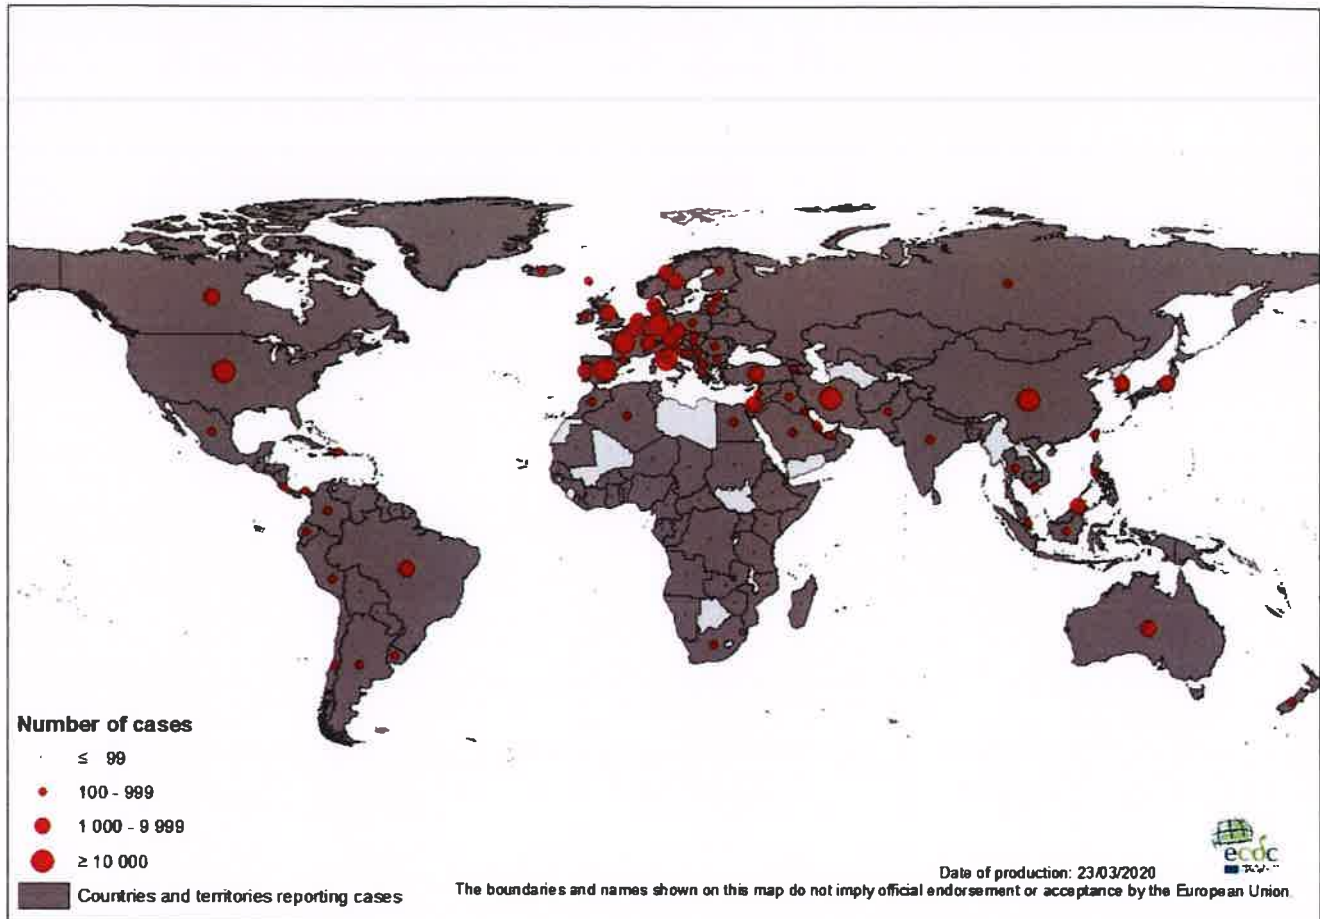 Number of cases
≤ 99
100 - 999
1 000 - 9 999
≥ 10 000
Countries and territories reporting cases
ecdc
Date of production: 23/03/2020
The boundaries and names shown on this map do not imply official endorsement or acceptance by the European Union.